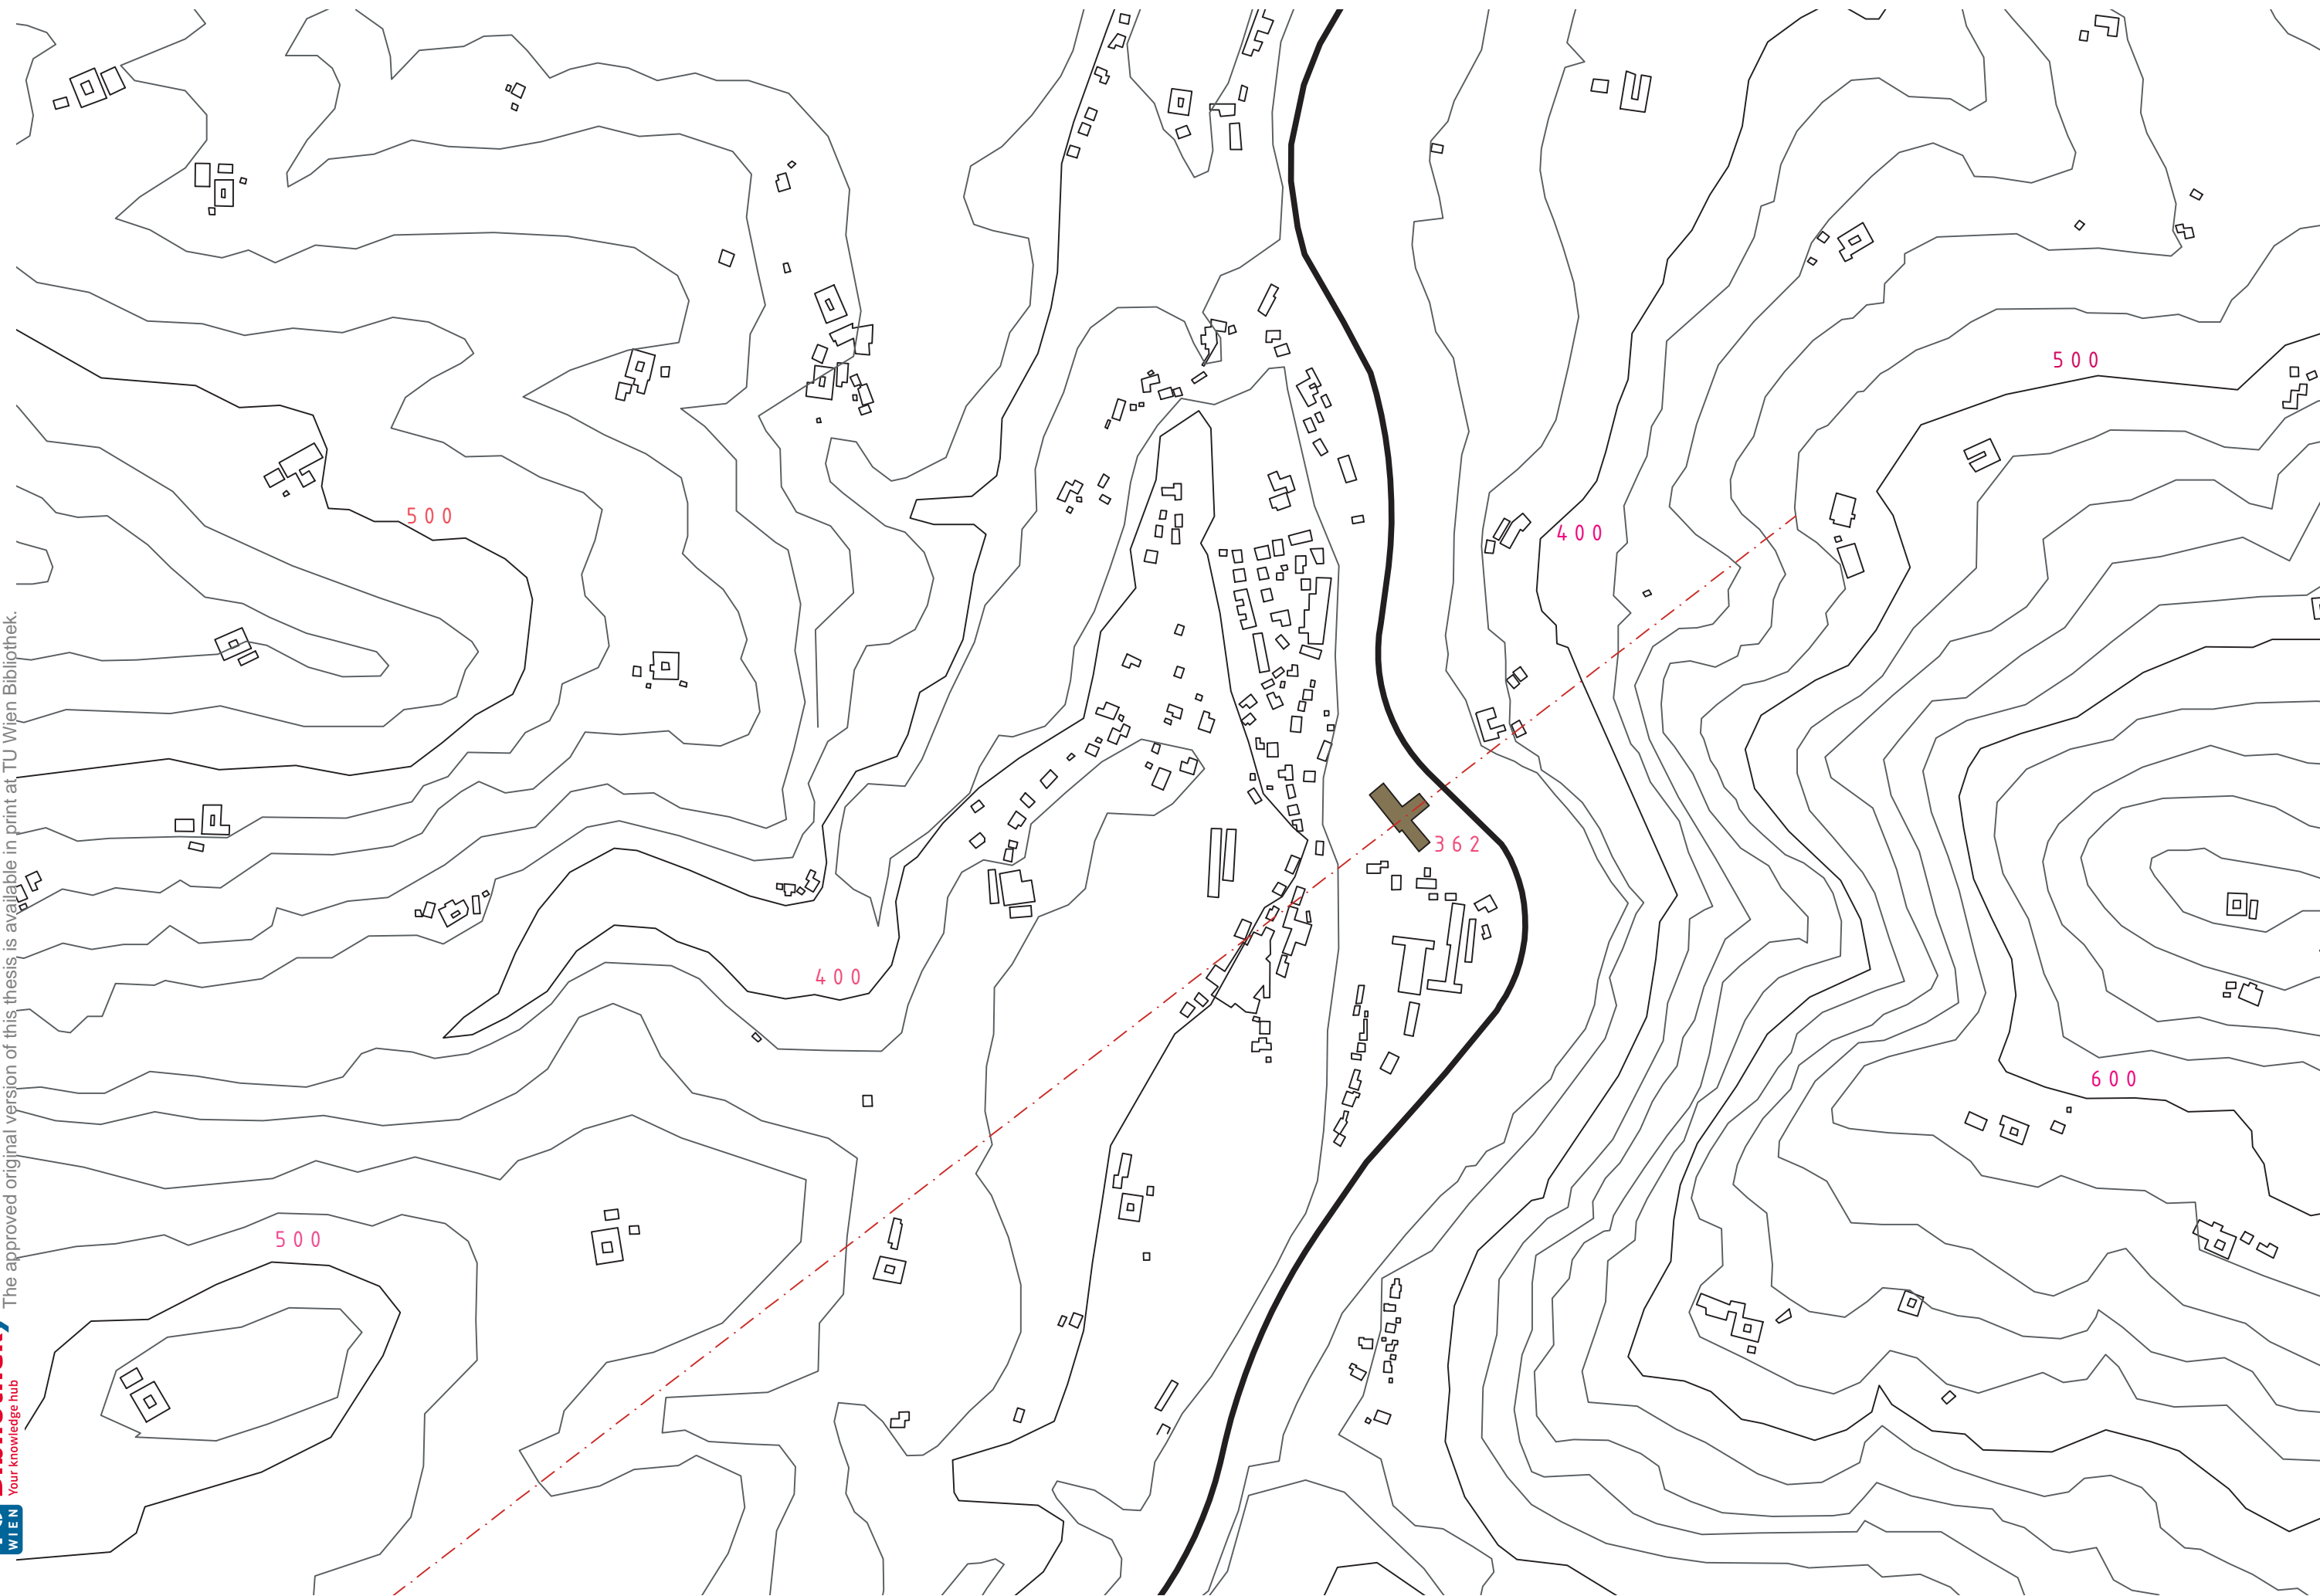 500
400
500
362
400
600
500
The approved original version of this thesis is available in print at TU Wien Bibliothek.
Your knowledge hub
WIEN